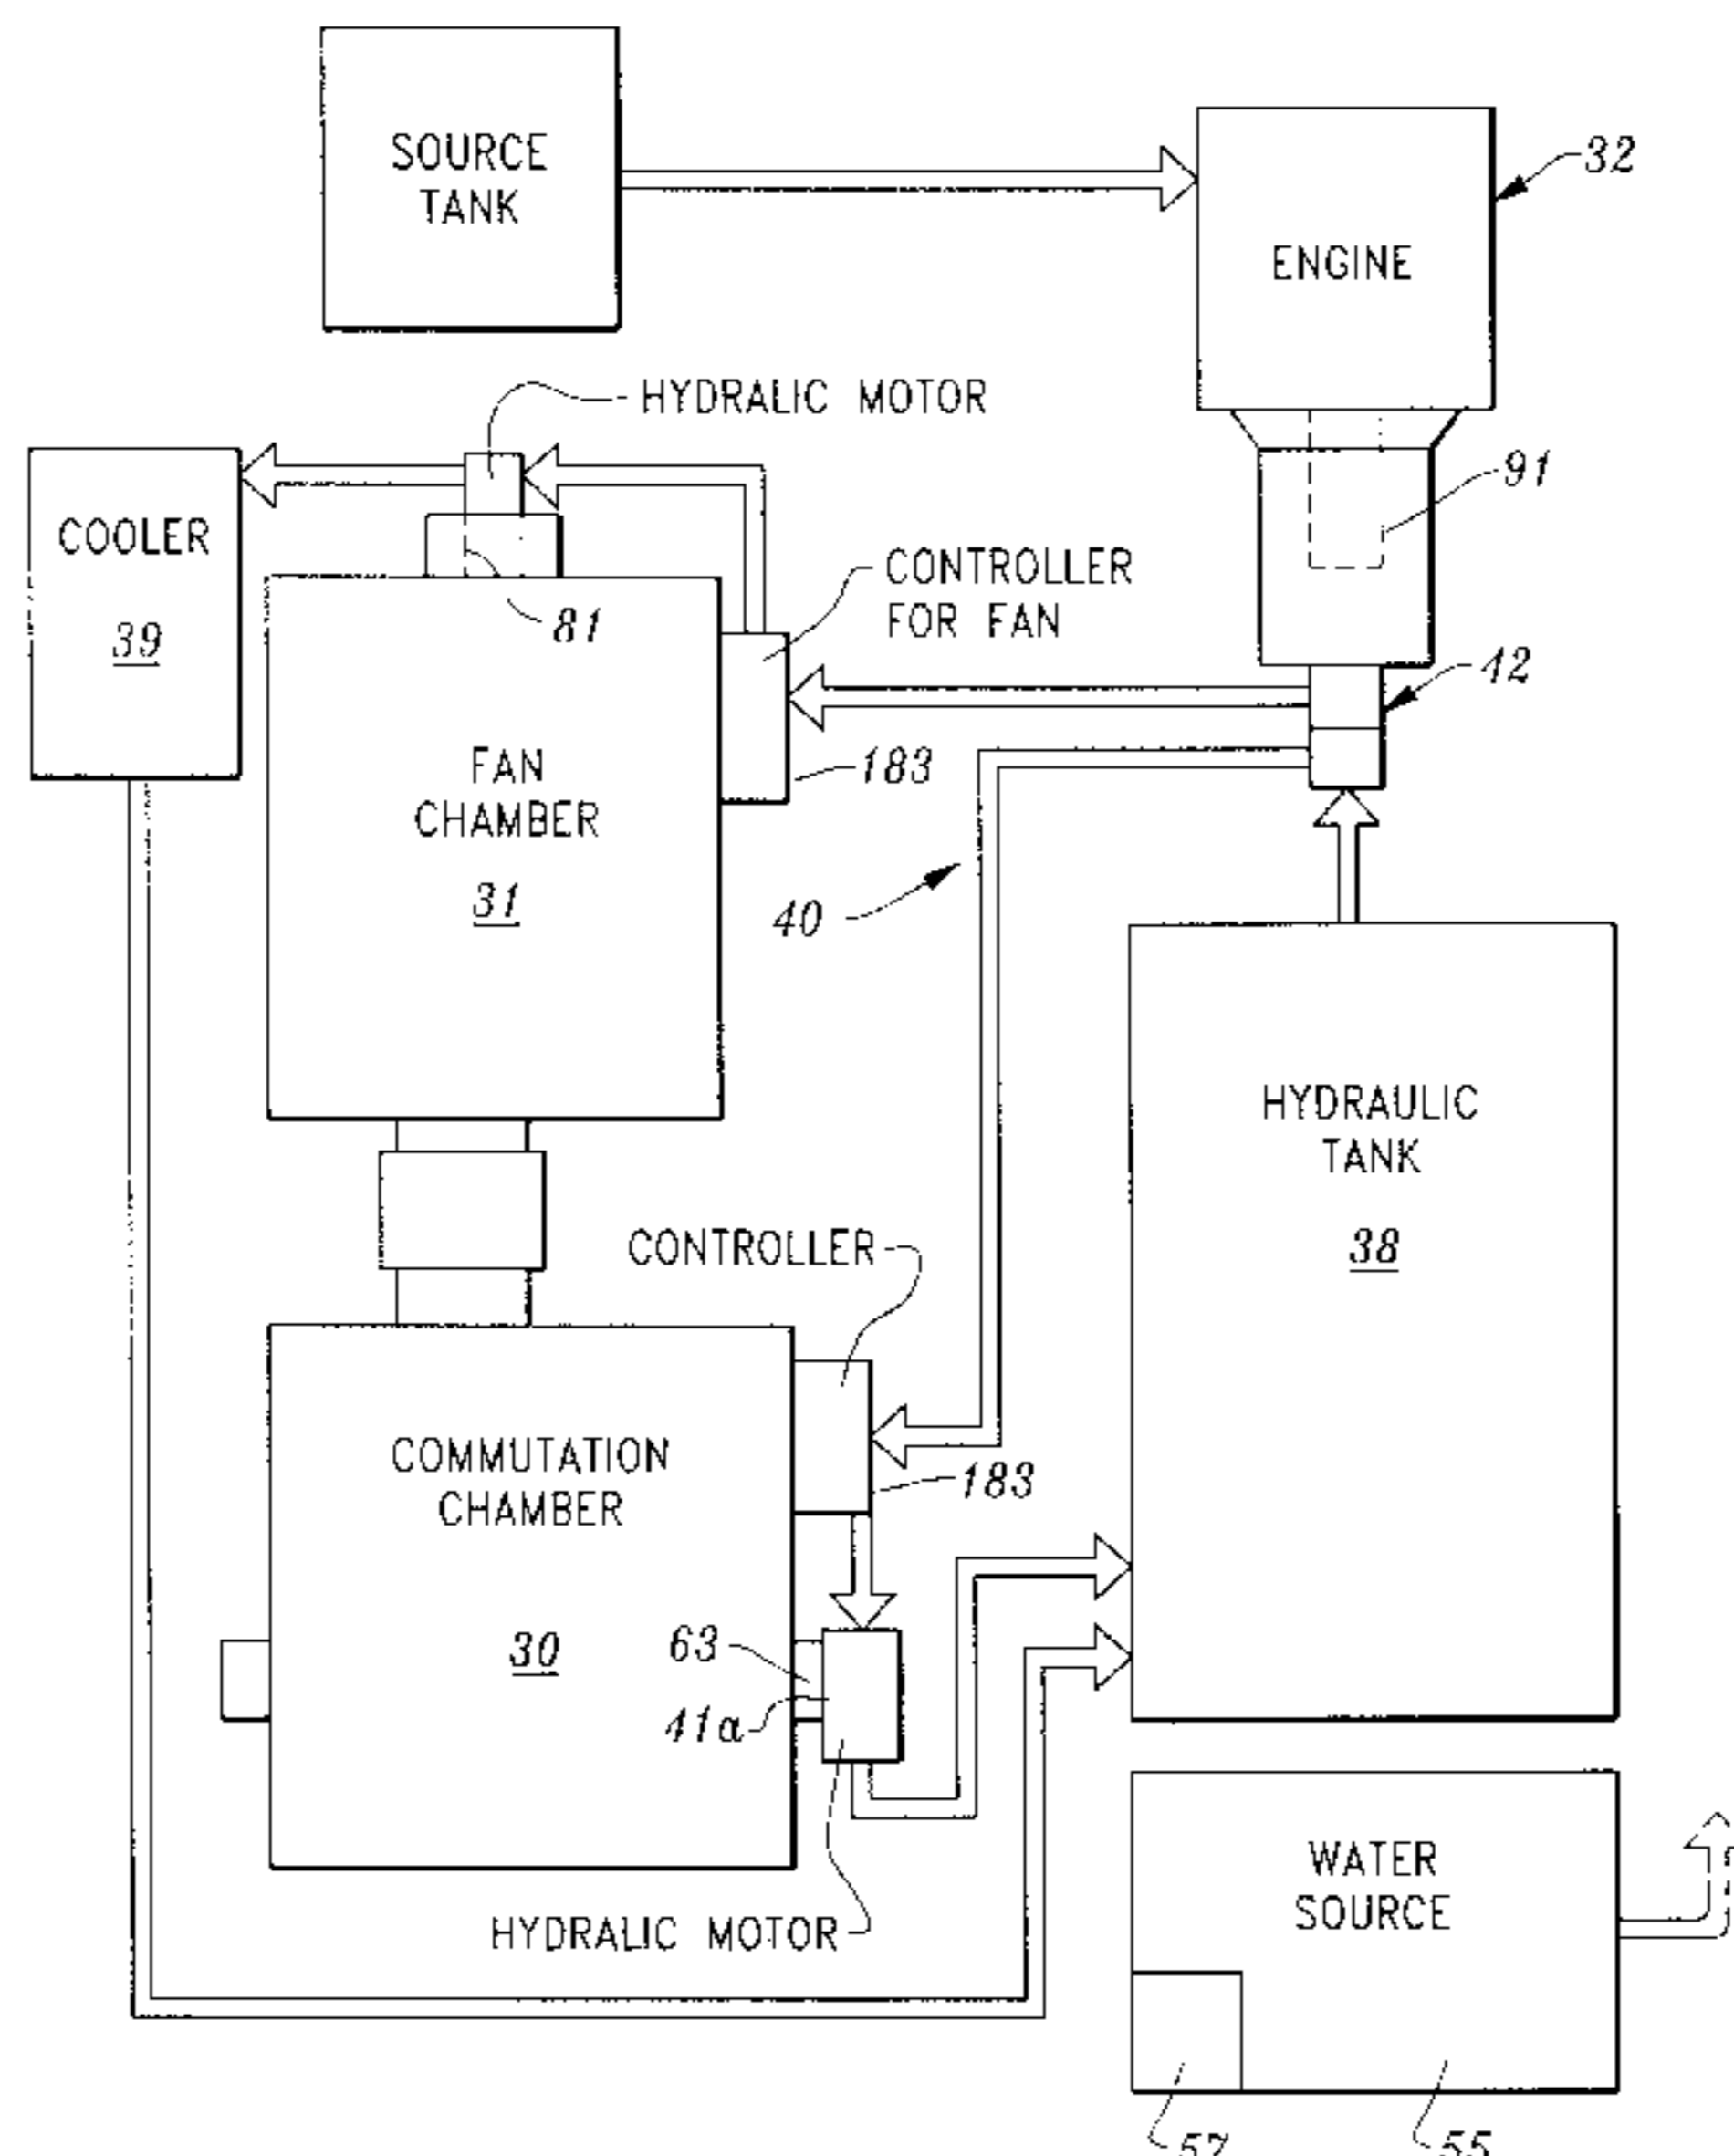 SOURCE
TANK
32
ENGINE
HYDRALIC MOTOR
91
COOLER
39
CONTROLLER
FOR FAN
81
42
183
FAN
CHAMBER
31
40
HYDRAULIC
TANK
38
CONTROLLER
COMMUTATION
CHAMBER
183
30
63
41a
HYDRALIC MOTOR
WATER
SOURCE
57
55